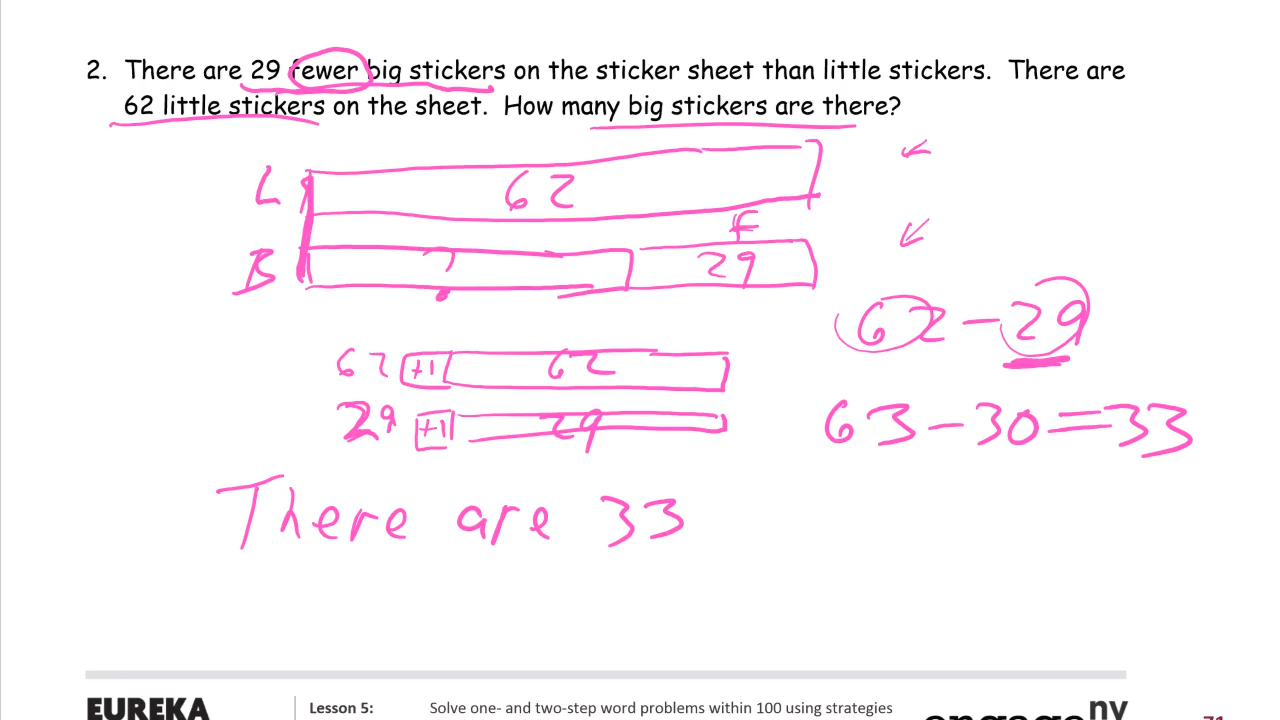 2. There are 29 fewer big stickers on the sticker sheet than little stickers. There are
62 little stickers on the sheet. How many big stickers are there?
L 62
F
B ? 29
62 - 29
62 +1 62
29 +1 29
63 - 30 = 33
There are 33
EUREKA
Lesson 5: Solve one- and two-step word problems within 100 using strategies
engageny
71